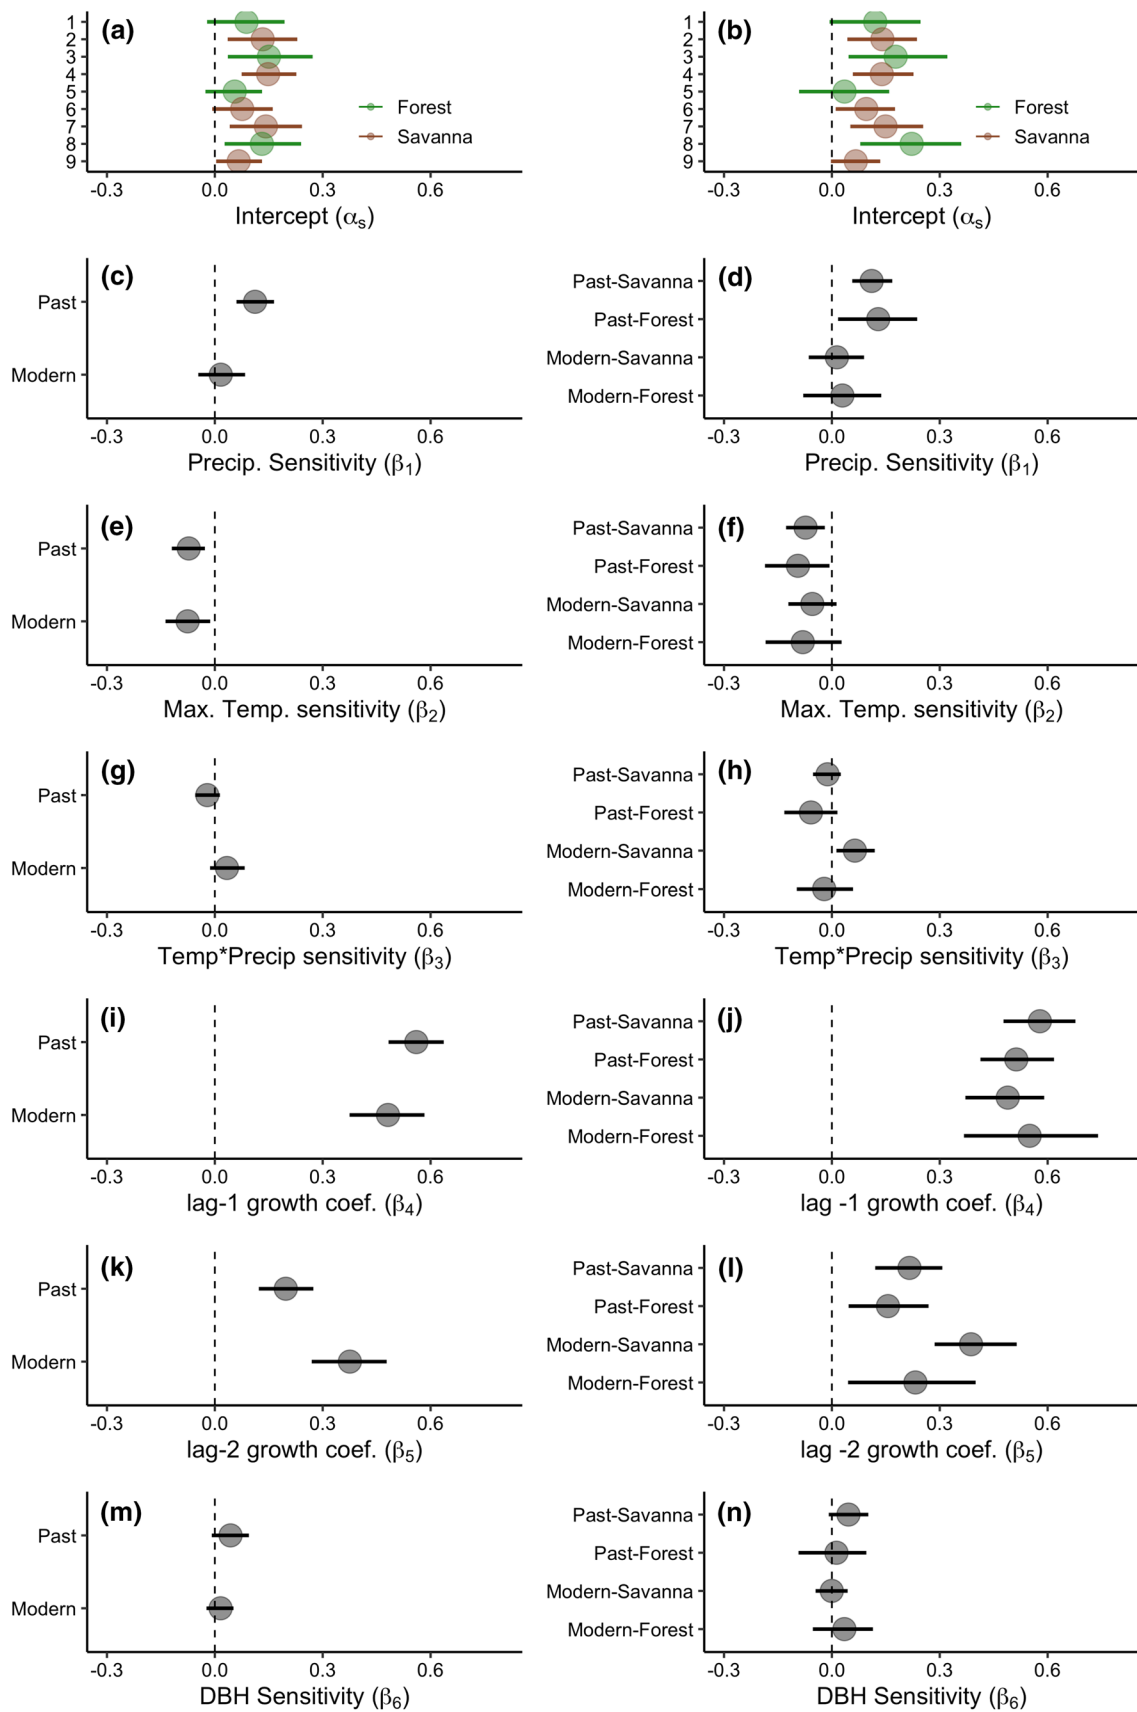 (a)
1
2
3
4
5
6
7
8
9
Forest
Savanna
-0.3 0.0 0.3 0.6
Intercept (αs)
(b)
1
2
3
4
5
6
7
8
9
Forest
Savanna
-0.3 0.0 0.3 0.6
Intercept (αs)
(c)
Past
Modern
-0.3 0.0 0.3 0.6
Precip. Sensitivity (β1)
(d)
Past-Savanna
Past-Forest
Modern-Savanna
Modern-Forest
-0.3 0.0 0.3 0.6
Precip. Sensitivity (β1)
(e)
Past
Modern
-0.3 0.0 0.3 0.6
Max. Temp. sensitivity (β2)
(f)
Past-Savanna
Past-Forest
Modern-Savanna
Modern-Forest
-0.3 0.0 0.3 0.6
Max. Temp. sensitivity (β2)
(g)
Past
Modern
-0.3 0.0 0.3 0.6
Temp*Precip sensitivity (β3)
(h)
Past-Savanna
Past-Forest
Modern-Savanna
Modern-Forest
-0.3 0.0 0.3 0.6
Temp*Precip sensitivity (β3)
(i)
Past
Modern
-0.3 0.0 0.3 0.6
lag-1 growth coef. (β4)
(j)
Past-Savanna
Past-Forest
Modern-Savanna
Modern-Forest
-0.3 0.0 0.3 0.6
lag -1 growth coef. (β4)
(k)
Past
Modern
-0.3 0.0 0.3 0.6
lag-2 growth coef. (β5)
(l)
Past-Savanna
Past-Forest
Modern-Savanna
Modern-Forest
-0.3 0.0 0.3 0.6
lag -2 growth coef. (β5)
(m)
Past
Modern
-0.3 0.0 0.3 0.6
DBH Sensitivity (β6)
(n)
Past-Savanna
Past-Forest
Modern-Savanna
Modern-Forest
-0.3 0.0 0.3 0.6
DBH Sensitivity (β6)